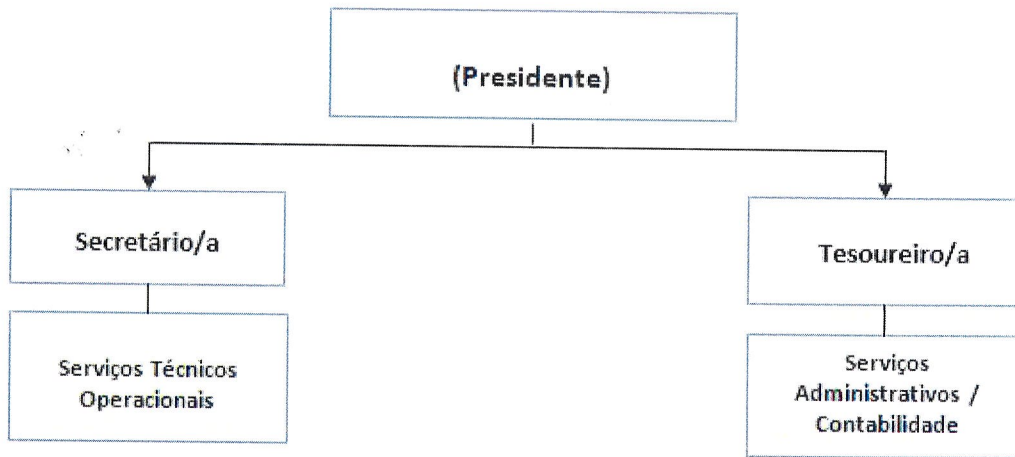 (Presidente)
Secretário/a
Tesoureiro/a
Serviços Técnicos
Operacionais
Serviços
Administrativos /
Contabilidade